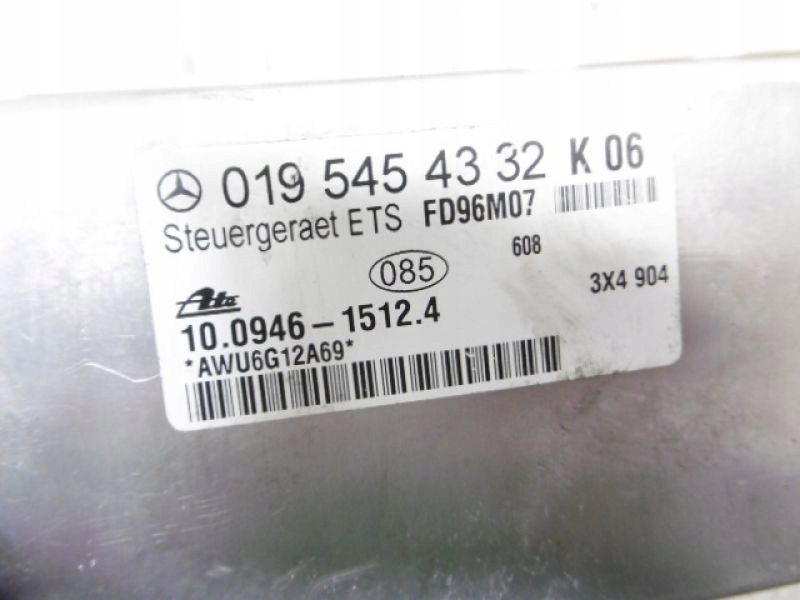 019 545 43 32 K 06
Steuergeraet ETS FD96M07
085 608
Ate 3X4 904
10.0946-1512.4
*AWU6G12A69*